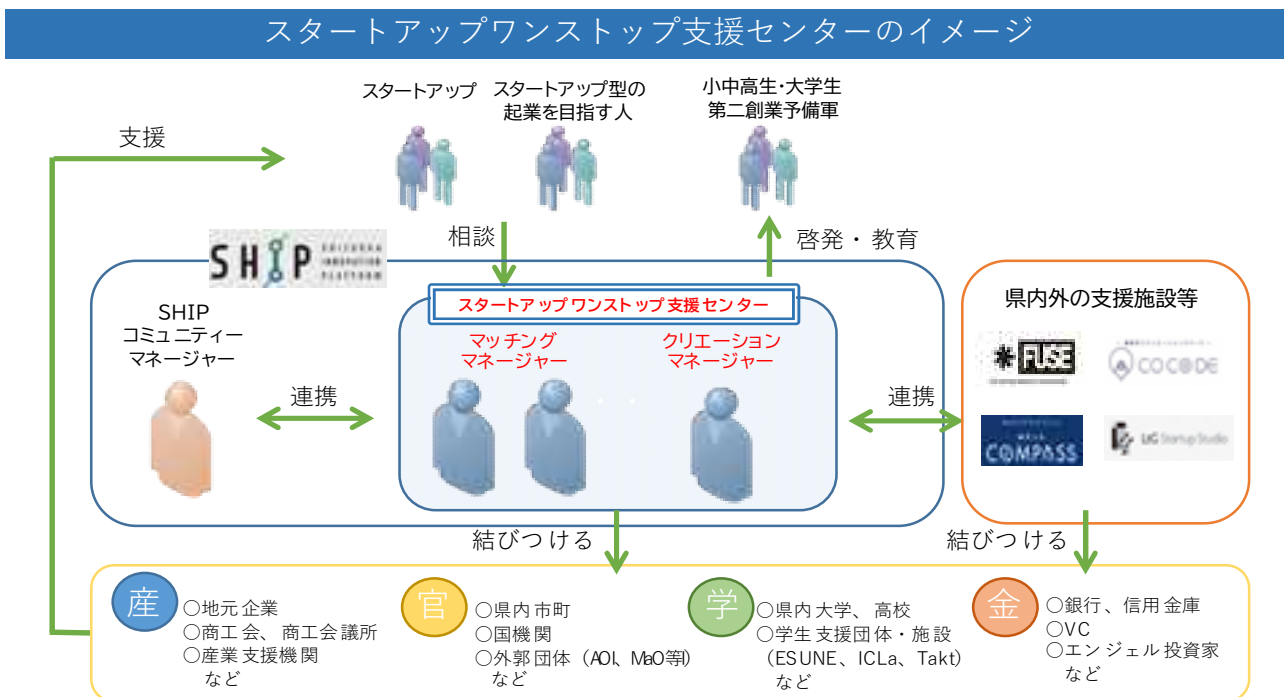 スタートアップワンストップ支援センターのイメージ
スタートアップ
スタートアップ型の
起業を目指す人
小中高生・大学生
第二創業予備軍
支援
相談
啓発・教育
SHIP
SHIZUOKA
INNOVATION
PLATFORM
スタートアップワンストップ支援センター
SHIP
コミュニティー
マネージャー
連携
マッチング
マネージャー
クリエーション
マネージャー
連携
県内外の支援施設等
FUSE
COCODE
COMPASS
LtG Startup Studio
結びつける
結びつける
産
○地元企業
○商工会、商工会議所
○産業支援機関
など
官
○県内市町
○国機関
○外郭団体（AOI、MaO等）
など
学
○県内大学、高校
○学生支援団体・施設
（ESUNE、ICLa、Takt）
など
金
○銀行、信用金庫
○VC
○エンジェル投資家
など